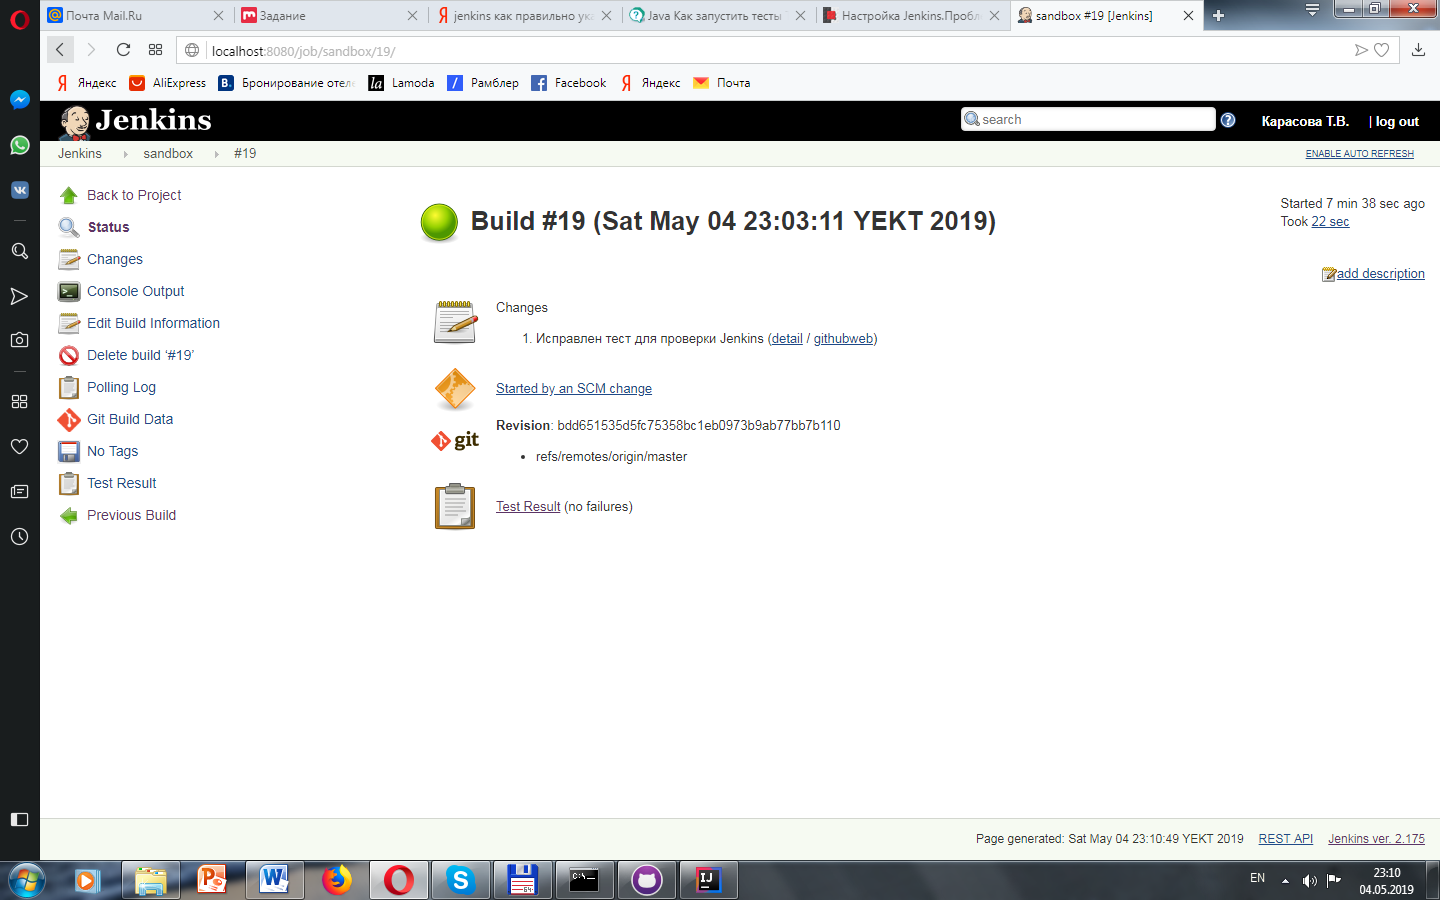 Почта Mail.Ru
Задание
jenkins как правильно ука
Java Как запустить тесты
Настройка Jenkins.Пробл
sandbox #19 [Jenkins]
localhost:8080/job/sandbox/19/
Яндекс
AliExpress
B. Бронирование отеле
la Lamoda
Рамблер
Facebook
Яндекс
Почта
Jenkins
search
Карасова Т.В.
| log out
Jenkins
sandbox
#19
ENABLE AUTO REFRESH
Back to Project
Status
Changes
Console Output
Edit Build Information
Delete build ‘#19’
Polling Log
Git Build Data
No Tags
Test Result
Previous Build
Build #19 (Sat May 04 23:03:11 YEKT 2019)
Started 7 min 38 sec ago
Took 22 sec
add description
Changes
1. Исправлен тест для проверки Jenkins (detail / githubweb)
Started by an SCM change
git
Revision: bdd651535d5fc75358bc1eb0973b9ab77bb7b110
refs/remotes/origin/master
Test Result (no failures)
Page generated: Sat May 04 23:10:49 YEKT 2019
REST API
Jenkins ver. 2.175
EN
23:10
04.05.2019